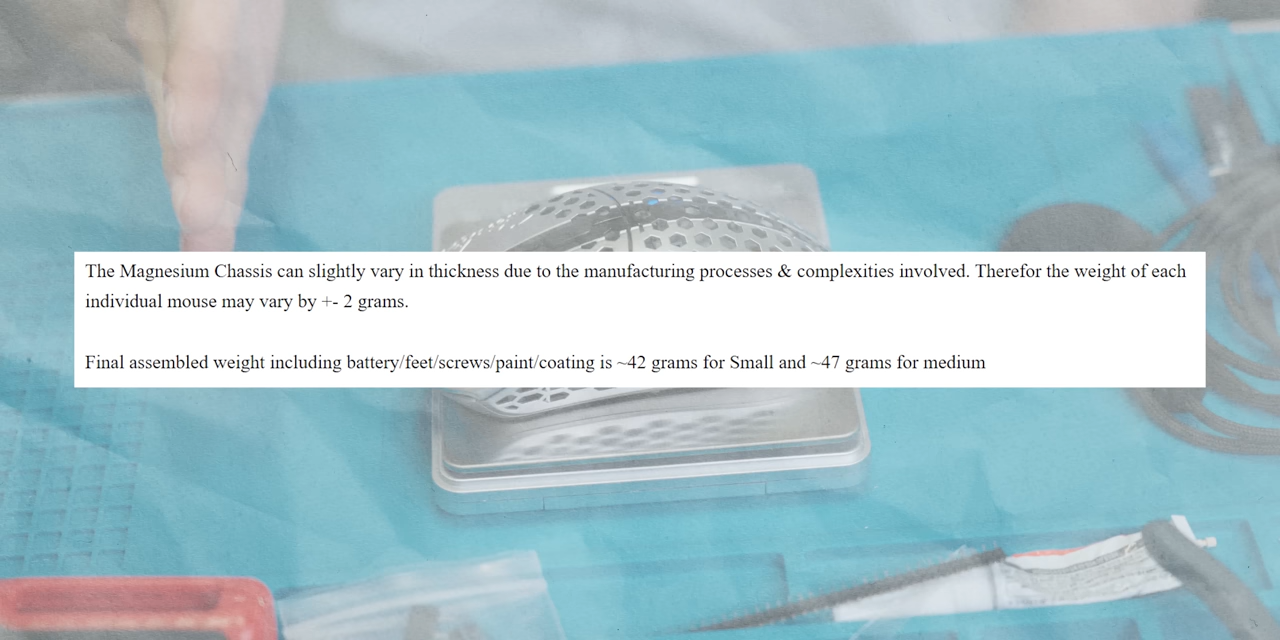 The Magnesium Chassis can slightly vary in thickness due to the manufacturing processes & complexities involved. Therefor the weight of each
individual mouse may vary by +- 2 grams.
Final assembled weight including battery/feet/screws/paint/coating is ~42 grams for Small and ~47 grams for medium